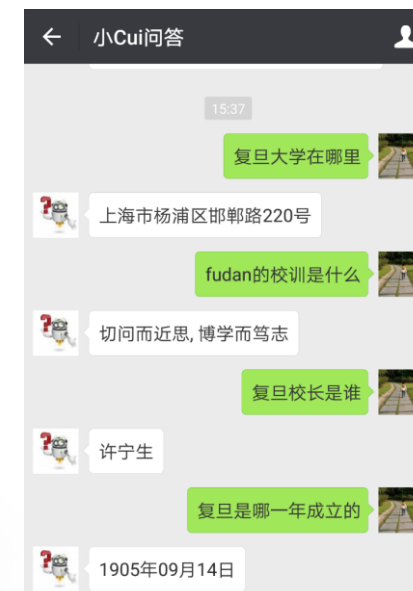 小Cui问答
15:37
复旦大学在哪里
上海市杨浦区邯郸路220号
fudan的校训是什么
切问而近思, 博学而笃志
复旦校长是谁
许宁生
复旦是哪一年成立的
1905年09月14日